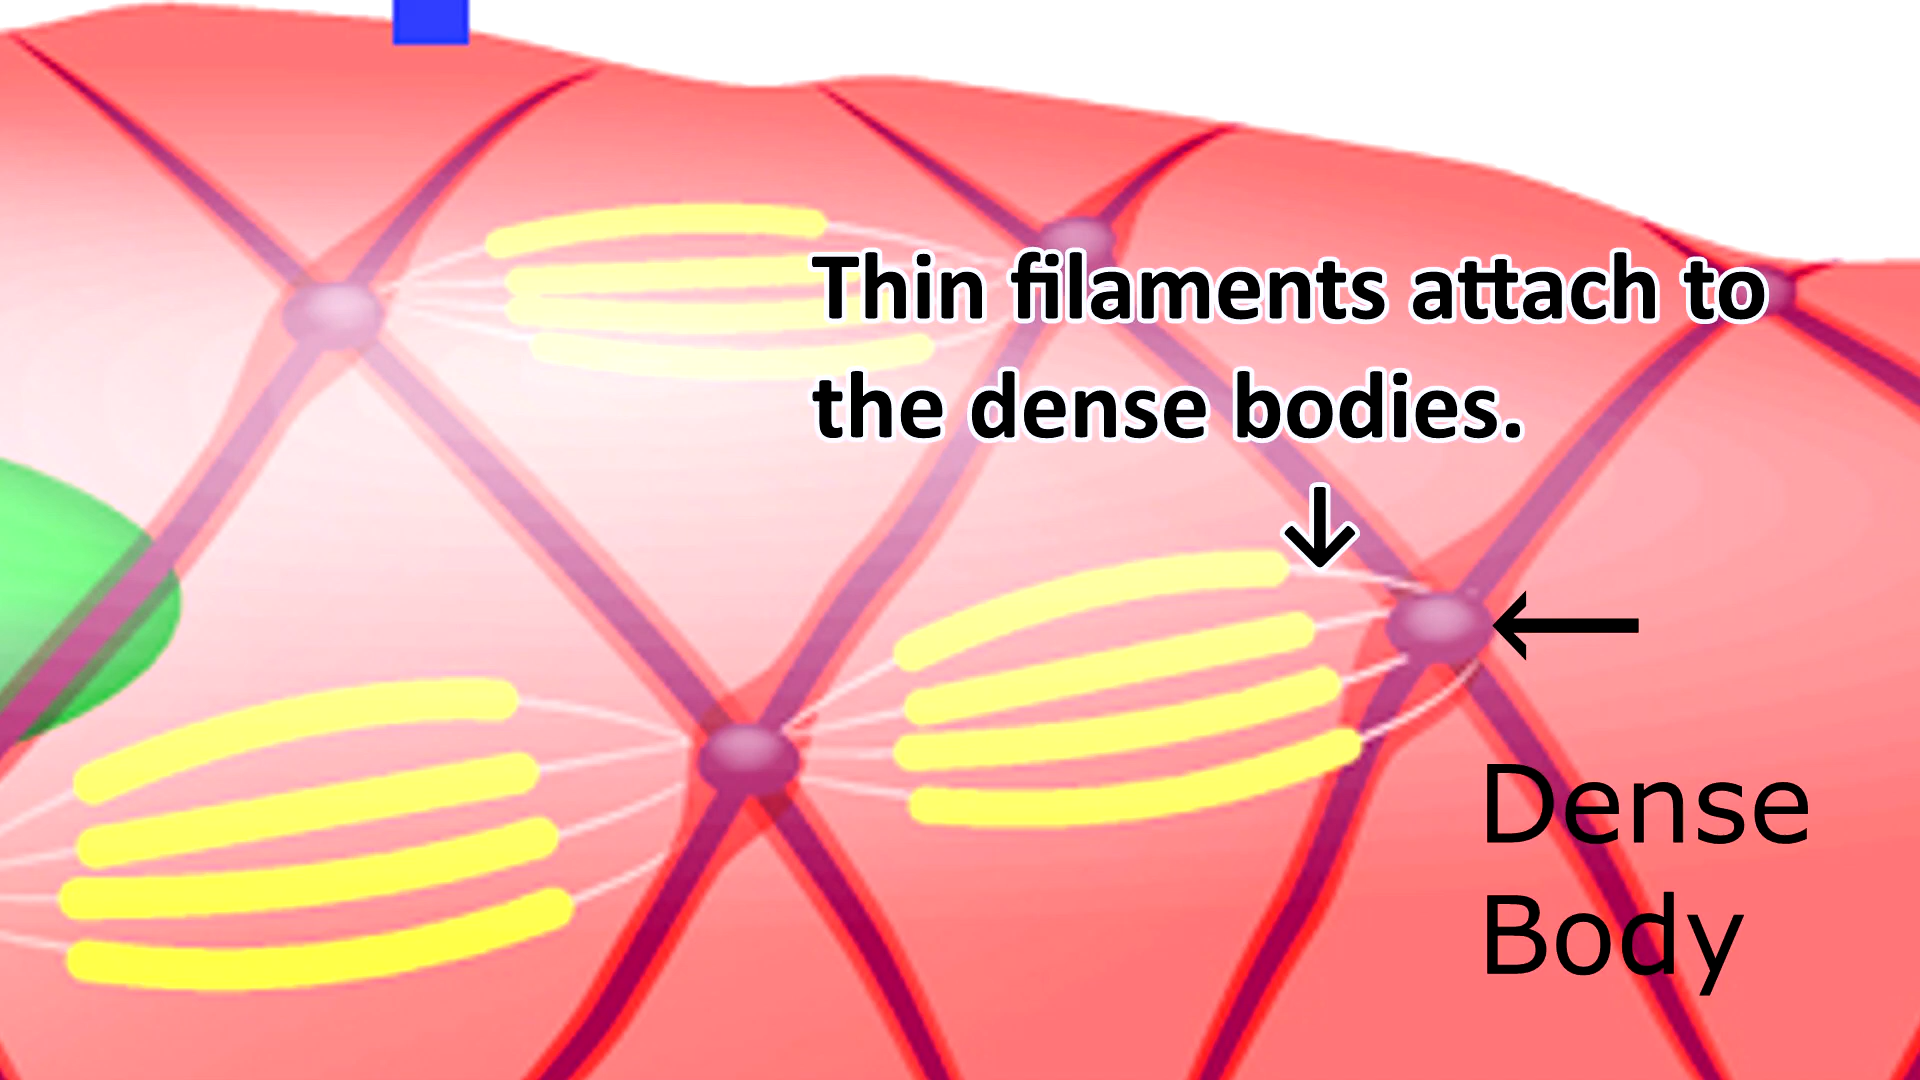 Thin filaments attach to
the dense bodies.
Dense
Body